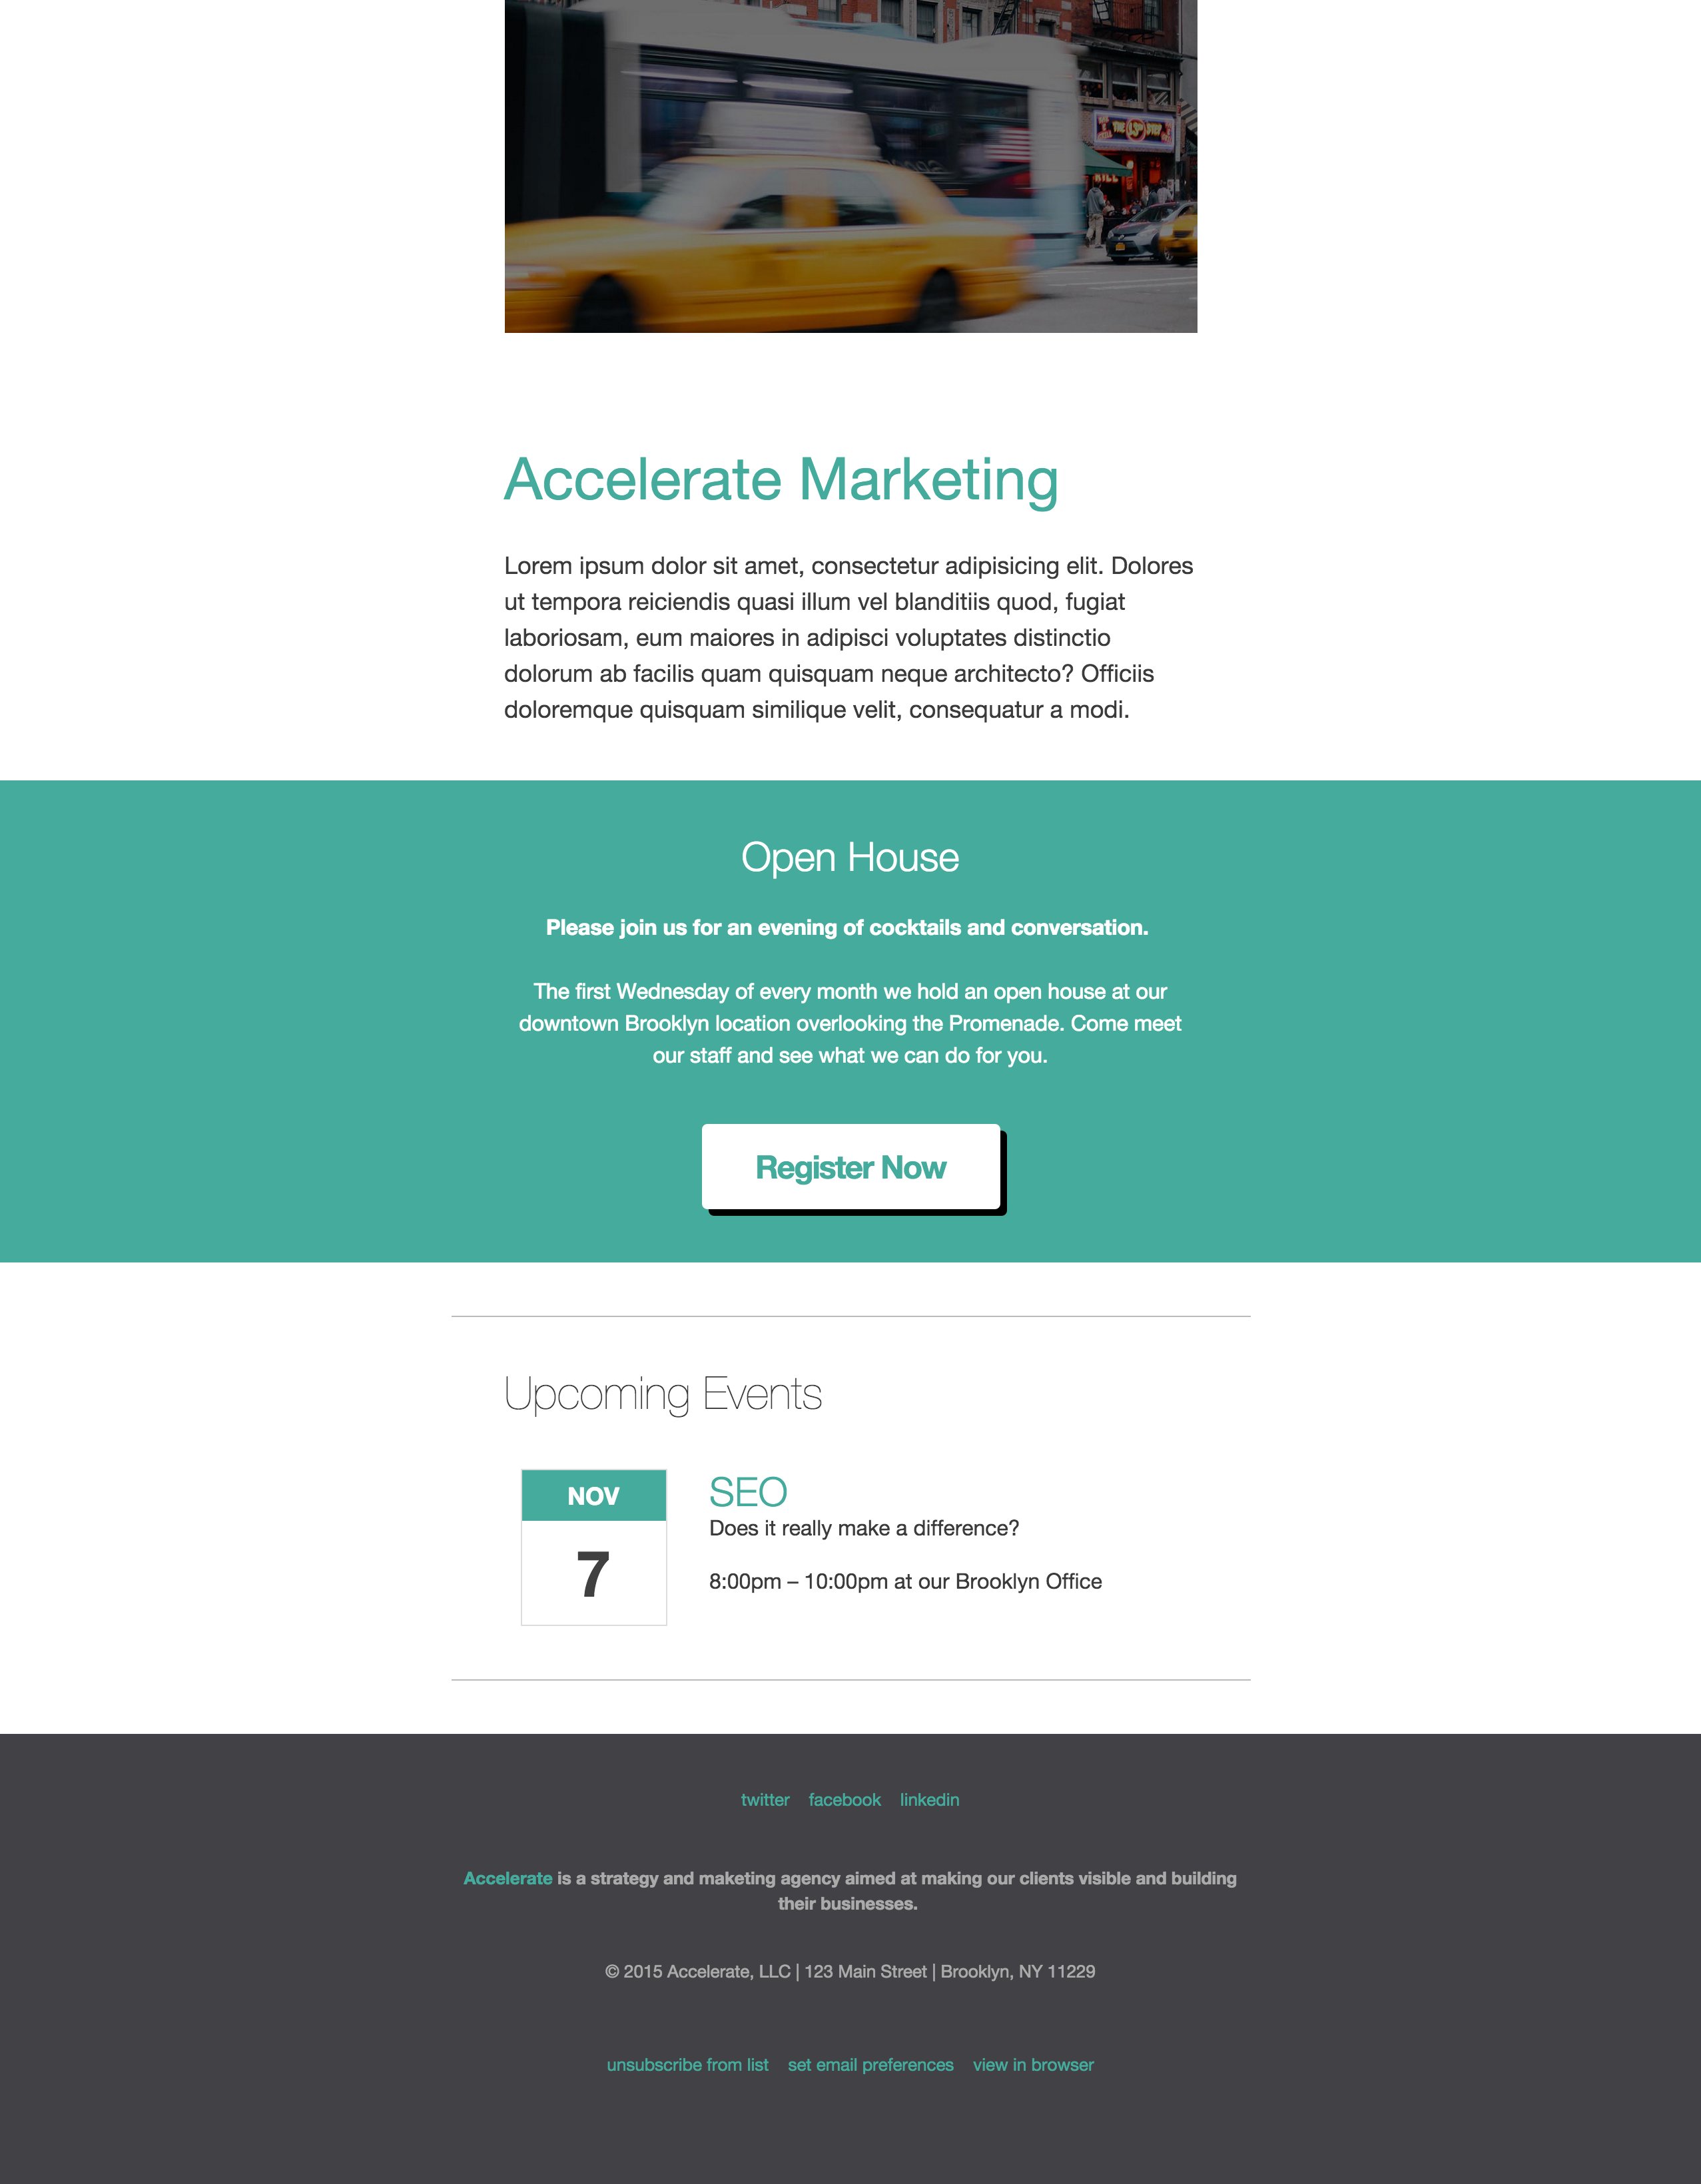 THE 13th STEP
Accelerate Marketing
Lorem ipsum dolor sit amet, consectetur adipisicing elit. Dolores
ut tempora reiciendis quasi illum vel blanditiis quod, fugiat
laboriosam, eum maiores in adipisci voluptates distinctio
dolorum ab facilis quam quisquam neque architecto? Officiis
doloremque quisquam similique velit, consequatur a modi.
Open House
Please join us for an evening of cocktails and conversation.
The first Wednesday of every month we hold an open house at our
downtown Brooklyn location overlooking the Promenade. Come meet
our staff and see what we can do for you.
Register Now
Upcoming Events
NOV
7
SEO
Does it really make a difference?
8:00pm – 10:00pm at our Brooklyn Office
twitter facebook linkedin
Accelerate is a strategy and maketing agency aimed at making our clients visible and building
their businesses.
© 2015 Accelerate, LLC | 123 Main Street | Brooklyn, NY 11229
unsubscribe from list set email preferences view in browser